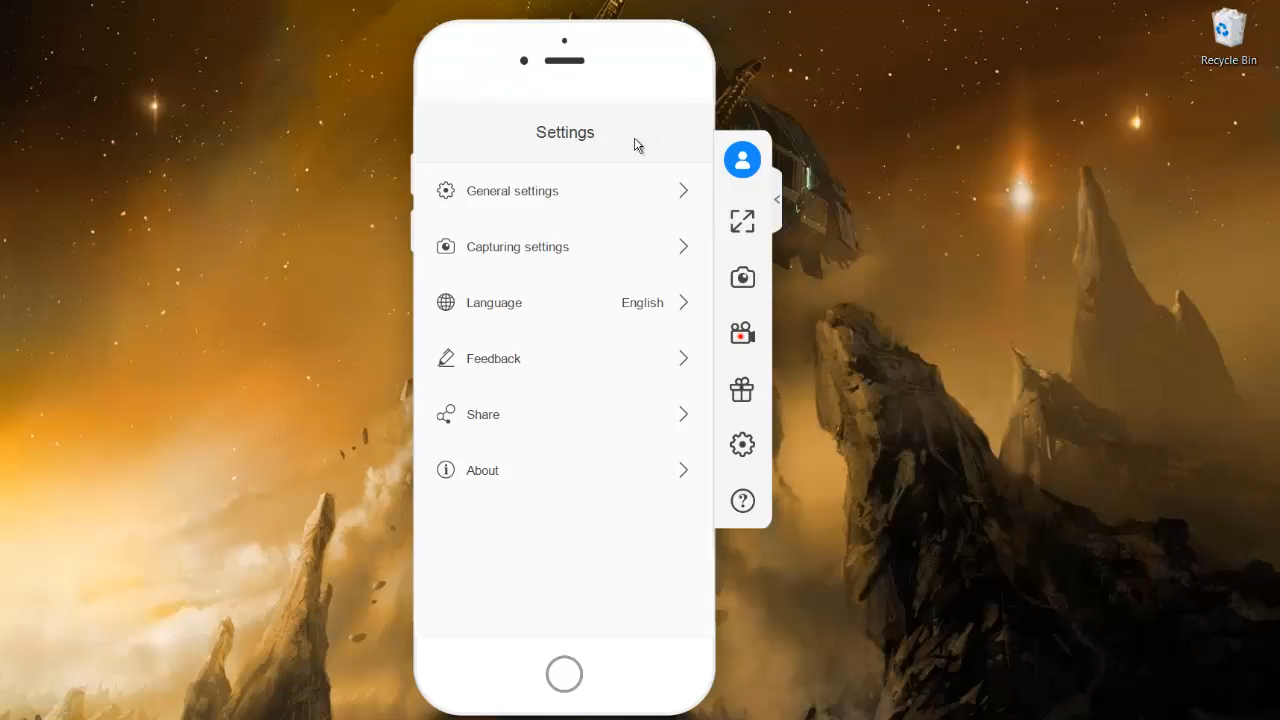 Recycle Bin
Settings
General settings
Capturing settings
Language English
Feedback
Share
About